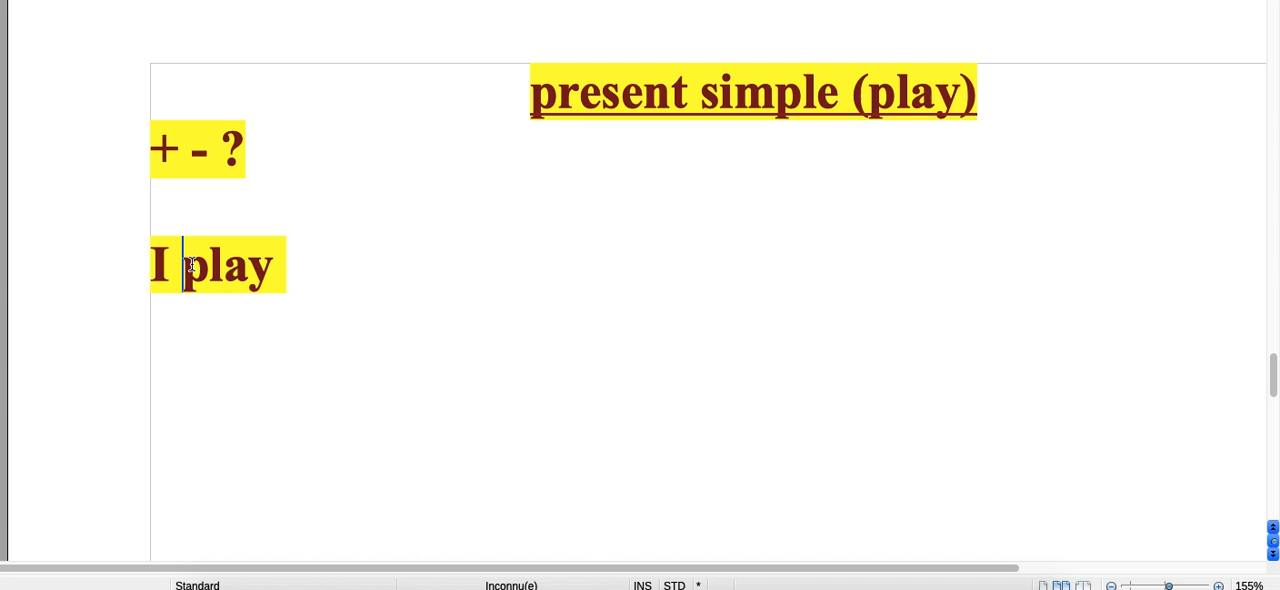 present simple (play)
+ - ?
I play
Standard Inconnu(e) INS STD * 155%